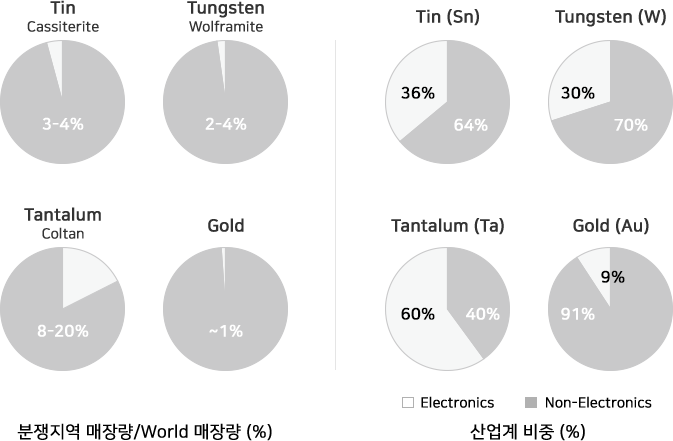 Tin
Cassiterite
3-4%
Tungsten
Wolframite
2-4%
Tantalum
Coltan
8-20%
Gold
~1%
분쟁지역 매장량/World 매장량 (%)
Tin (Sn)
36%
64%
Tungsten (W)
30%
70%
Tantalum (Ta)
60%
40%
Gold (Au)
9%
91%
Electronics
Non-Electronics
산업계 비중 (%)